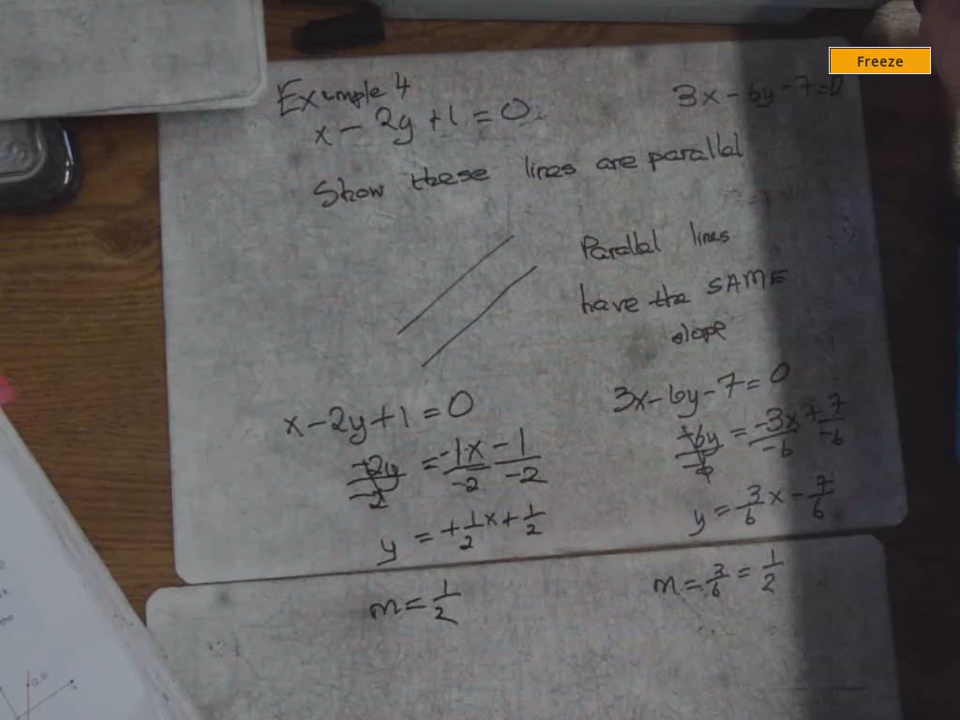 Freeze
Example 4
x - 2y + 1 = 0. 3x - 6y - 7 = 0
Show these lines are parallel
Parallel lines
have the SAME
slope
x - 2y + 1 = 0
-2y/-2 = -1x/-2 - 1/-2
y = +1/2 x + 1/2
m = 1/2
3x - 6y - 7 = 0
-6y/-6 = -3x/-6 + 7/-6
y = 3/6 x - 7/6
m = 3/6 = 1/2